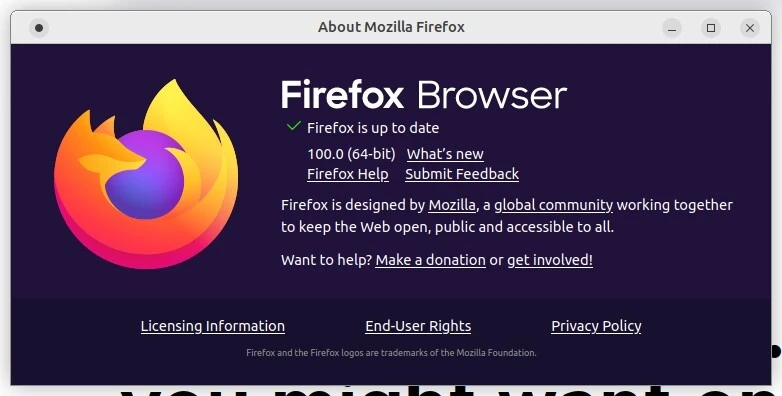 About Mozilla Firefox
Firefox Browser
Firefox is up to date
100.0 (64-bit) What's new
Firefox Help Submit Feedback
Firefox is designed by Mozilla, a global community working together
to keep the Web open, public and accessible to all.
Want to help? Make a donation or get involved!
Licensing Information End-User Rights Privacy Policy
Firefox and the Firefox logos are trademarks of the Mozilla Foundation.
you might want